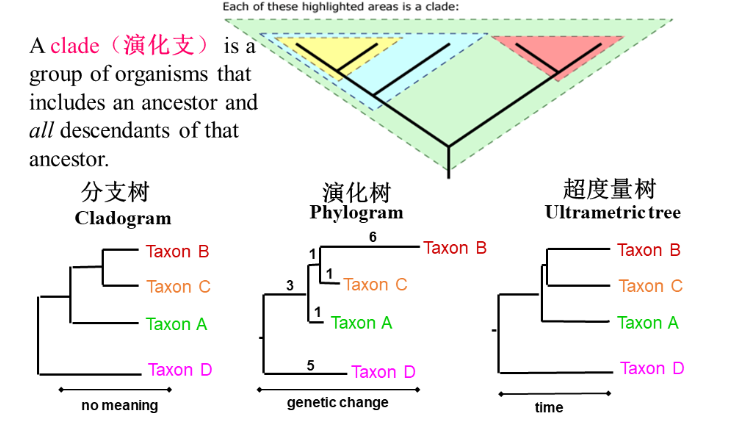 Each of these highlighted areas is a clade:
A clade（演化支） is a
group of organisms that
includes an ancestor and
all descendants of that
ancestor.
分支树
Cladogram
Taxon B
Taxon C
Taxon A
Taxon D
no meaning
演化树
Phylogram
6
Taxon B
1
1
Taxon C
3
1
Taxon A
5
Taxon D
genetic change
超度量树
Ultrametric tree
Taxon B
Taxon C
Taxon A
Taxon D
time